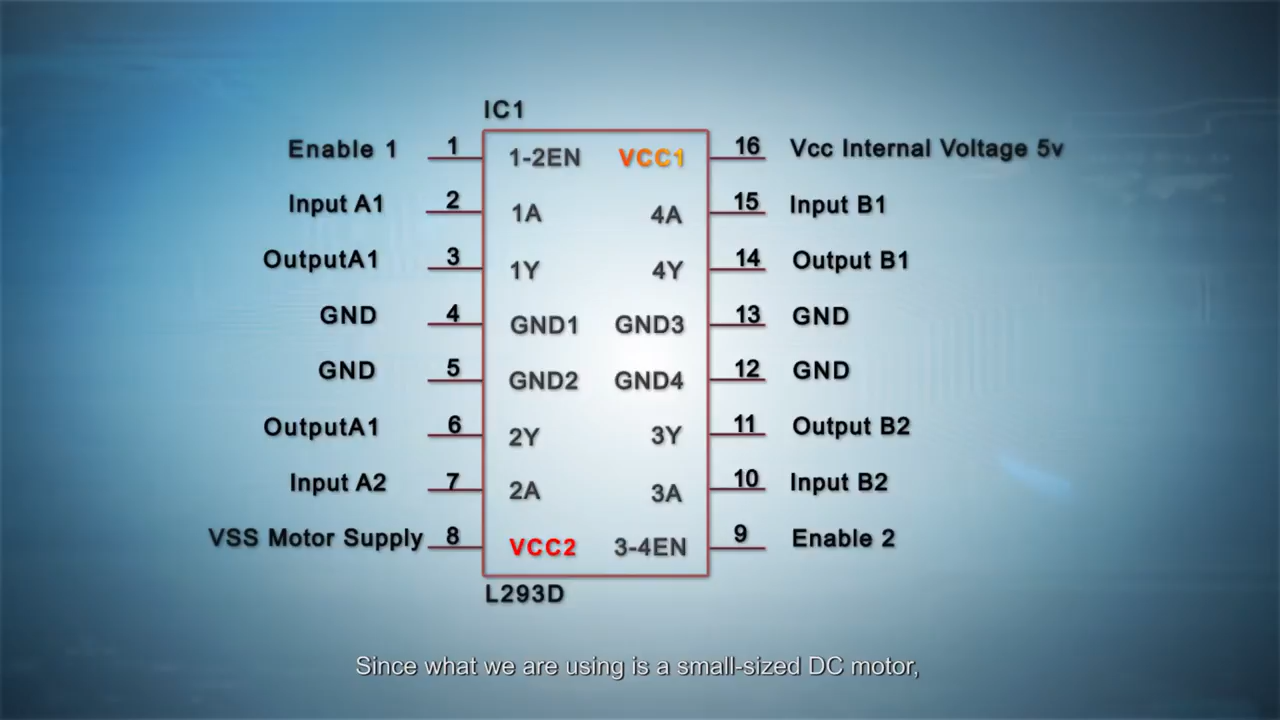 IC1
Enable 1 1 1-2EN VCC1 16 Vcc Internal Voltage 5v
Input A1 2 1A 4A 15 Input B1
OutputA1 3 1Y 4Y 14 Output B1
GND 4 GND1 GND3 13 GND
GND 5 GND2 GND4 12 GND
OutputA1 6 2Y 3Y 11 Output B2
Input A2 7 2A 3A 10 Input B2
VSS Motor Supply 8 VCC2 3-4EN 9 Enable 2
L293D
Since what we are using is a small-sized DC motor,